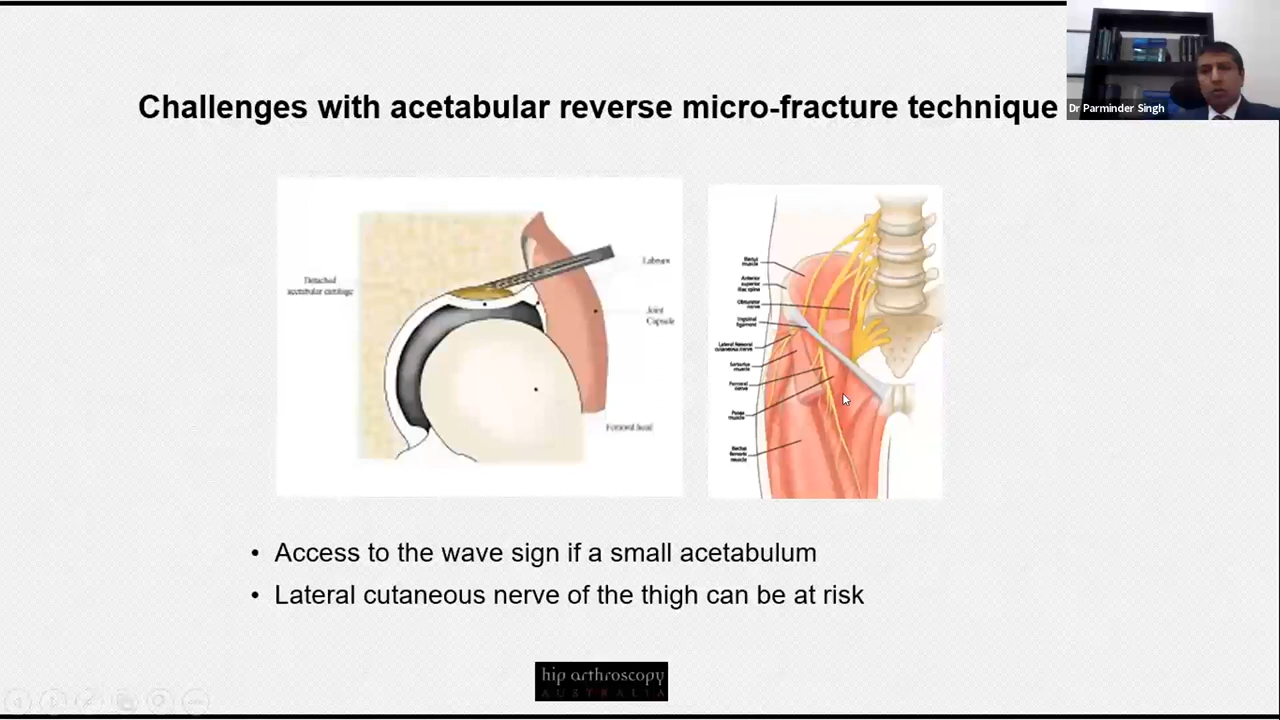 Dr Parminder Singh
Challenges with acetabular reverse micro-fracture technique
Detached
acetabular cartilage
Labrum
Joint
Capsule
Femoral head
muscle
Anterior
superior
iliac spine
Obturator
nerve
Inguinal
ligament
Lateral femoral
cutaneous nerve
Sartorius
muscle
Femoral
nerve
muscle
Rectus
femoris
muscle
• Access to the wave sign if a small acetabulum
• Lateral cutaneous nerve of the thigh can be at risk
hip arthroscopy
AUSTRALIA